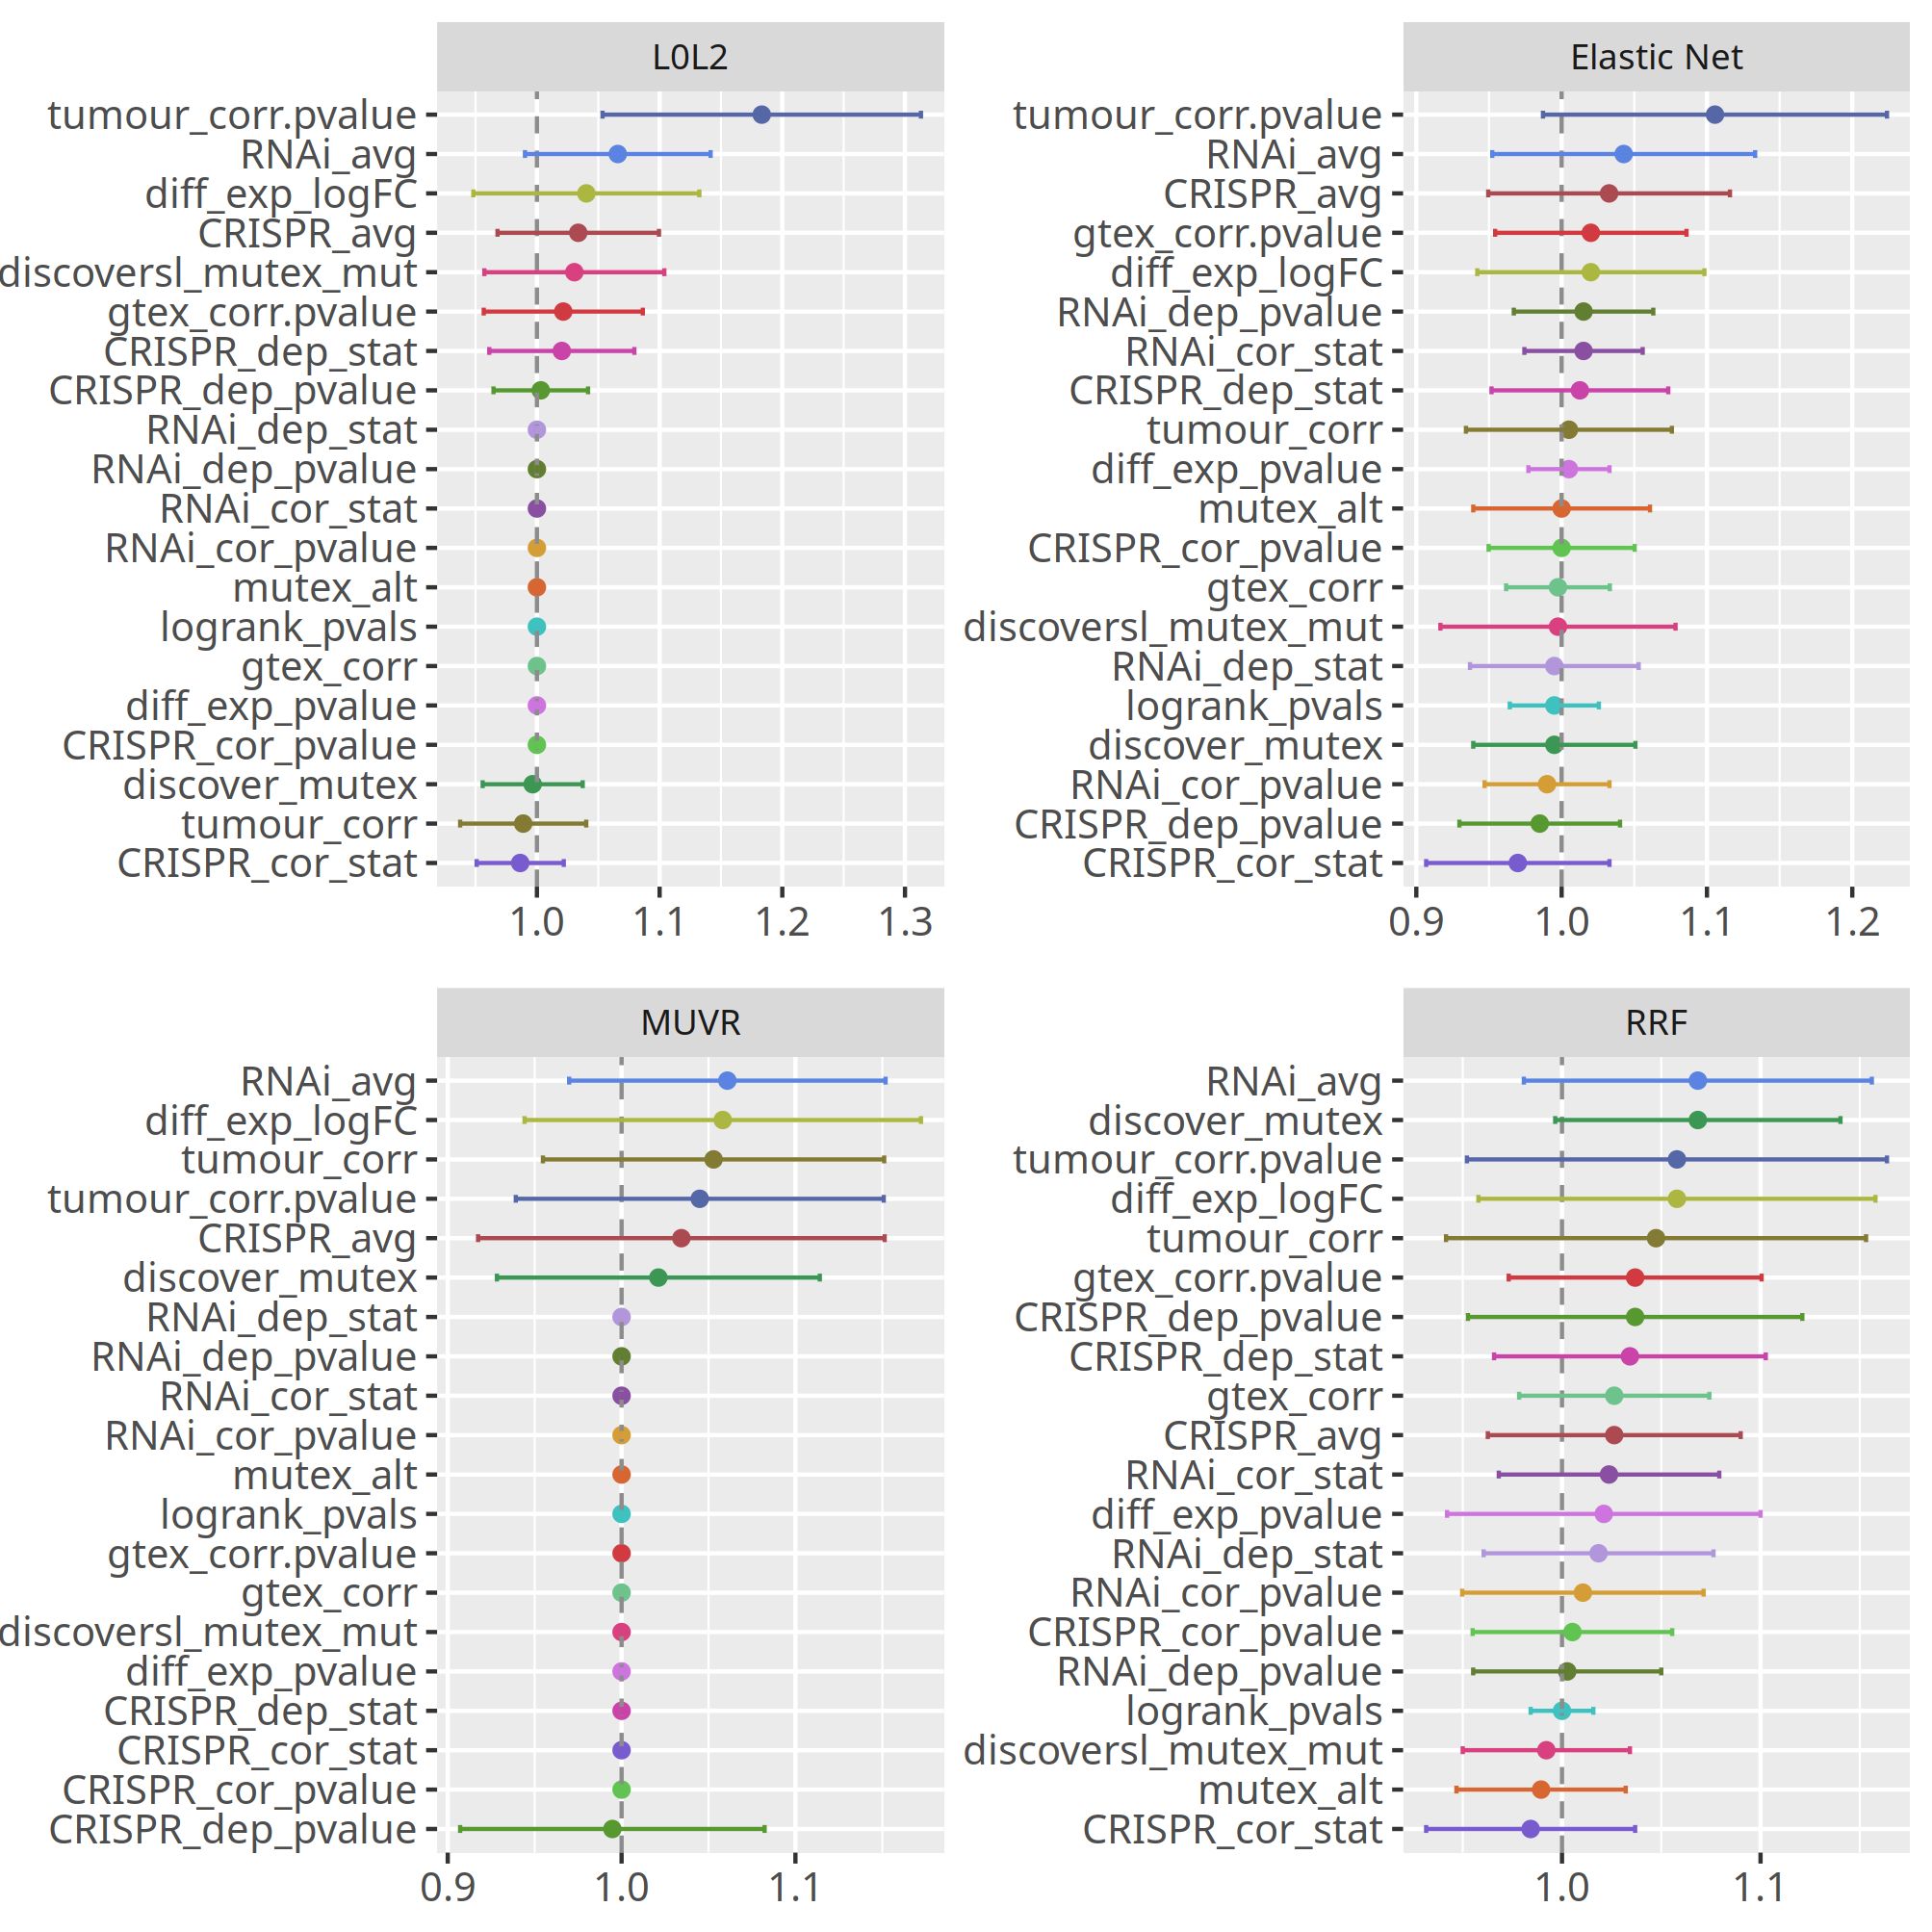 L0L2
tumour_corr.pvalue
RNAi_avg
diff_exp_logFC
CRISPR_avg
discoversl_mutex_mut
gtex_corr.pvalue
CRISPR_dep_stat
CRISPR_dep_pvalue
RNAi_dep_stat
RNAi_dep_pvalue
RNAi_cor_stat
RNAi_cor_pvalue
mutex_alt
logrank_pvals
gtex_corr
diff_exp_pvalue
CRISPR_cor_pvalue
discover_mutex
tumour_corr
CRISPR_cor_stat
1.0 1.1 1.2 1.3
Elastic Net
tumour_corr.pvalue
RNAi_avg
CRISPR_avg
gtex_corr.pvalue
diff_exp_logFC
RNAi_dep_pvalue
RNAi_cor_stat
CRISPR_dep_stat
tumour_corr
diff_exp_pvalue
mutex_alt
CRISPR_cor_pvalue
gtex_corr
discoversl_mutex_mut
RNAi_dep_stat
logrank_pvals
discover_mutex
RNAi_cor_pvalue
CRISPR_dep_pvalue
CRISPR_cor_stat
0.9 1.0 1.1 1.2
MUVR
RNAi_avg
diff_exp_logFC
tumour_corr
tumour_corr.pvalue
CRISPR_avg
discover_mutex
RNAi_dep_stat
RNAi_dep_pvalue
RNAi_cor_stat
RNAi_cor_pvalue
mutex_alt
logrank_pvals
gtex_corr.pvalue
gtex_corr
discoversl_mutex_mut
diff_exp_pvalue
CRISPR_dep_stat
CRISPR_cor_stat
CRISPR_cor_pvalue
CRISPR_dep_pvalue
0.9 1.0 1.1
RRF
RNAi_avg
discover_mutex
tumour_corr.pvalue
diff_exp_logFC
tumour_corr
gtex_corr.pvalue
CRISPR_dep_pvalue
CRISPR_dep_stat
gtex_corr
CRISPR_avg
RNAi_cor_stat
diff_exp_pvalue
RNAi_dep_stat
RNAi_cor_pvalue
CRISPR_cor_pvalue
RNAi_dep_pvalue
logrank_pvals
discoversl_mutex_mut
mutex_alt
CRISPR_cor_stat
1.0 1.1